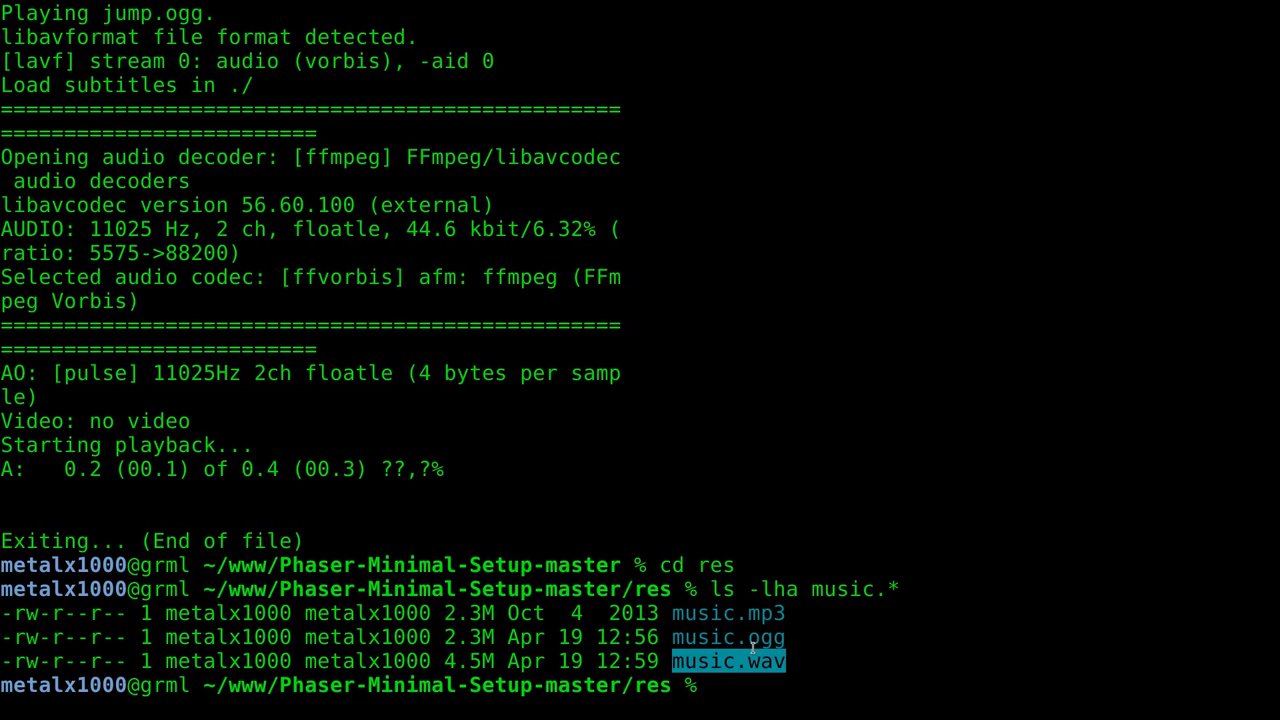 Playing jump.ogg.
libavformat file format detected.
[lavf] stream 0: audio (vorbis), -aid 0
Load subtitles in ./
=================================================
=========================
Opening audio decoder: [ffmpeg] FFmpeg/libavcodec
 audio decoders
libavcodec version 56.60.100 (external)
AUDIO: 11025 Hz, 2 ch, floatle, 44.6 kbit/6.32% (
ratio: 5575->88200)
Selected audio codec: [ffvorbis] afm: ffmpeg (FFm
peg Vorbis)
=================================================
=========================
AO: [pulse] 11025Hz 2ch floatle (4 bytes per samp
le)
Video: no video
Starting playback...
A:   0.2 (00.1) of 0.4 (00.3) ??,?%
Exiting... (End of file)
metalx1000@grml ~/www/Phaser-Minimal-Setup-master % cd res
metalx1000@grml ~/www/Phaser-Minimal-Setup-master/res % ls -lha music.*
-rw-r--r-- 1 metalx1000 metalx1000 2.3M Oct  4  2013 music.mp3
-rw-r--r-- 1 metalx1000 metalx1000 2.3M Apr 19 12:56 music.ogg
-rw-r--r-- 1 metalx1000 metalx1000 4.5M Apr 19 12:59 music.wav
metalx1000@grml ~/www/Phaser-Minimal-Setup-master/res %